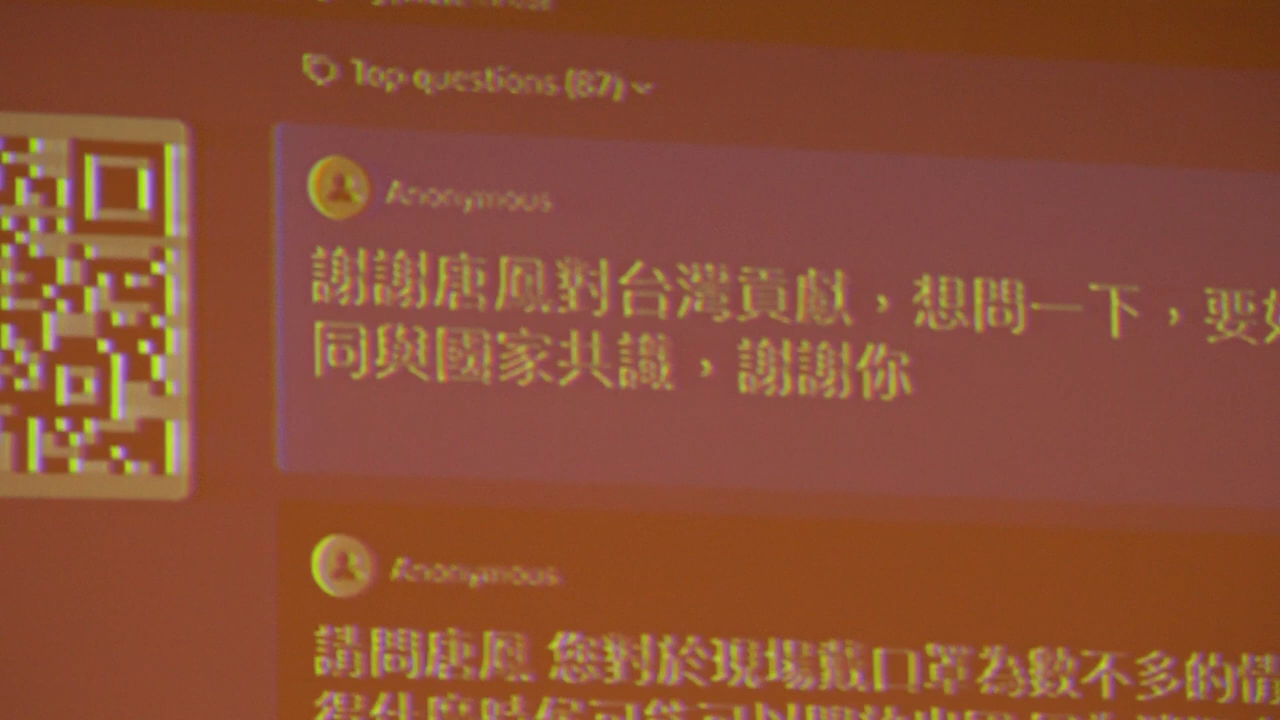 Top questions (87)
Anonymous
謝謝唐鳳對台灣貢獻，想問一下，要如
同與國家共識，謝謝你
Anonymous
請問唐鳳 您對於現場戴口罩為數不多的情